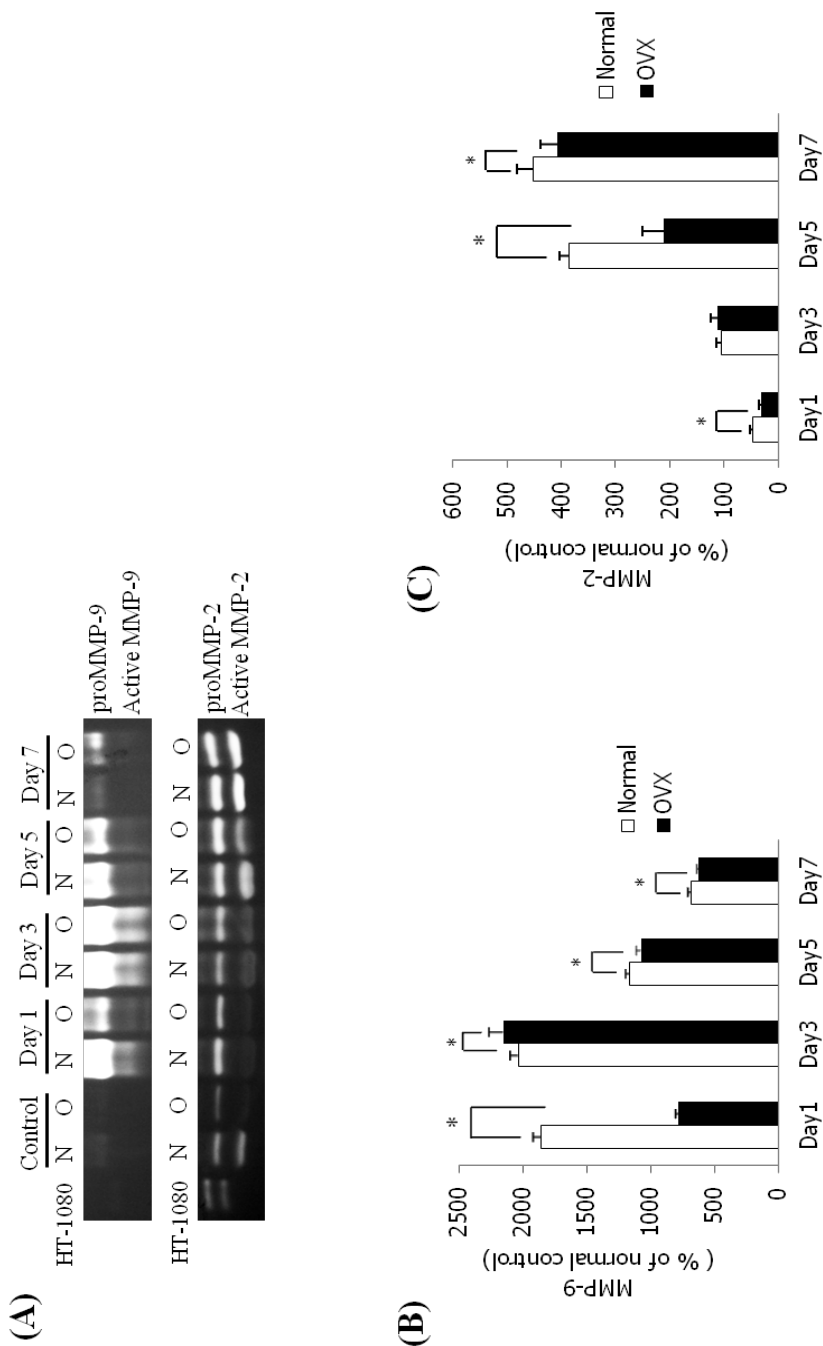 (A)
Control Day 1 Day 3 Day 5 Day 7
HT-1080 N O N O N O N O N O
proMMP-9
Active MMP-9
HT-1080 N O N O N O N O N O
proMMP-2
Active MMP-2
(B)
MMP-9
(% of normal control)
2500
2000
1500
1000
500
0
* * * *
Day1 Day3 Day5 Day7
Normal
OVX
(C)
MMP-2
(% of normal control)
600
500
400
300
200
100
0
* * *
Day1 Day3 Day5 Day7
Normal
OVX